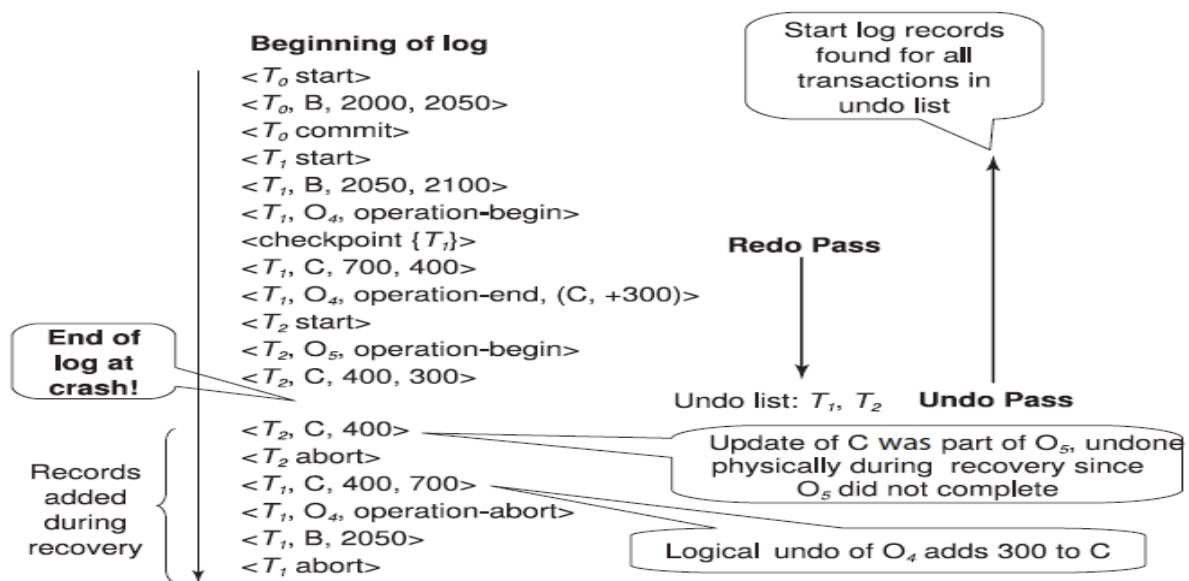 Beginning of log
<T₀ start>
<T₀, B, 2000, 2050>
<T₀ commit>
<T₁ start>
<T₁, B, 2050, 2100>
<T₁, O₄, operation-begin>
<checkpoint {T₁}>
<T₁, C, 700, 400>
<T₁, O₄, operation-end, (C, +300)>
<T₂ start>
<T₂, O₅, operation-begin>
<T₂, C, 400, 300>
End of
log at
crash!
<T₂, C, 400>
<T₂ abort>
<T₁, C, 400, 700>
<T₁, O₄, operation-abort>
<T₁, B, 2050>
<T₁ abort>
Records
added
during
recovery
Start log records
found for all
transactions in
undo list
Redo Pass
Undo list: T₁, T₂
Undo Pass
Update of C was part of O₅, undone
physically during recovery since
O₅ did not complete
Logical undo of O₄ adds 300 to C